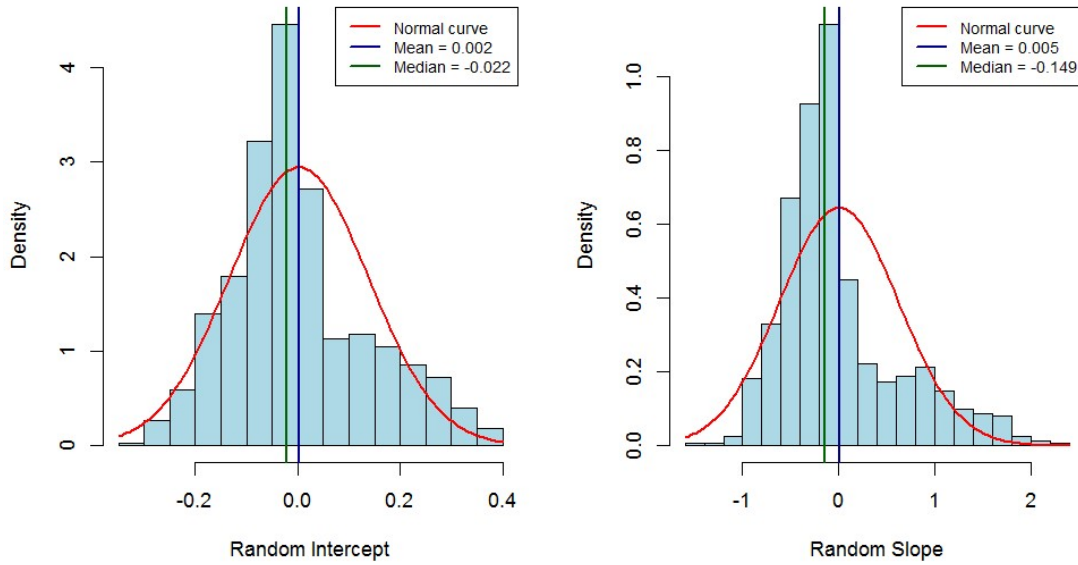 Normal curve
Mean = 0.002
Median = -0.022
4
3
2
1
0
Density
-0.2
0.0
0.2
0.4
Random Intercept
Normal curve
Mean = 0.005
Median = -0.149
1.0
0.8
0.6
0.4
0.2
0.0
Density
-1
0
1
2
Random Slope